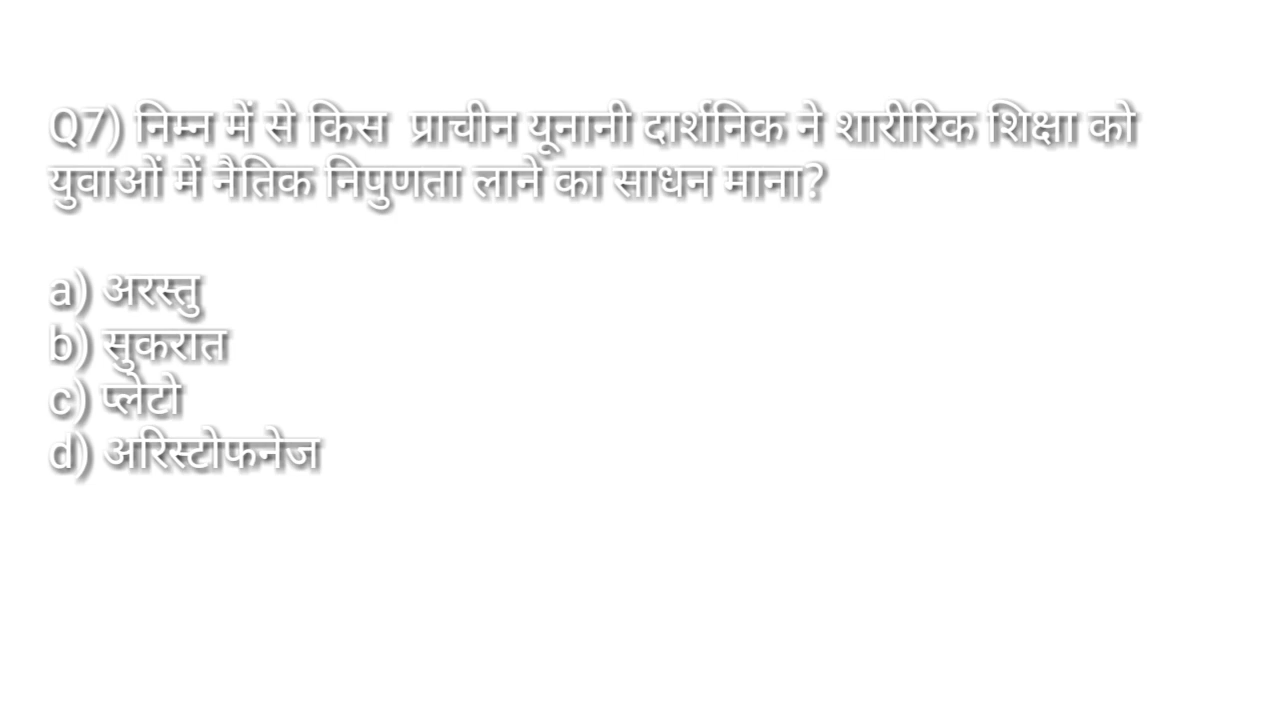 Q7) निम्न में से किस प्राचीन यूनानी दार्शनिक ने शारीरिक शिक्षा को
युवाओं में नैतिक निपुणता लाने का साधन माना?
a) अरस्तु
b) सुकरात
c) प्लेटो
d) अरिस्टोफनेज